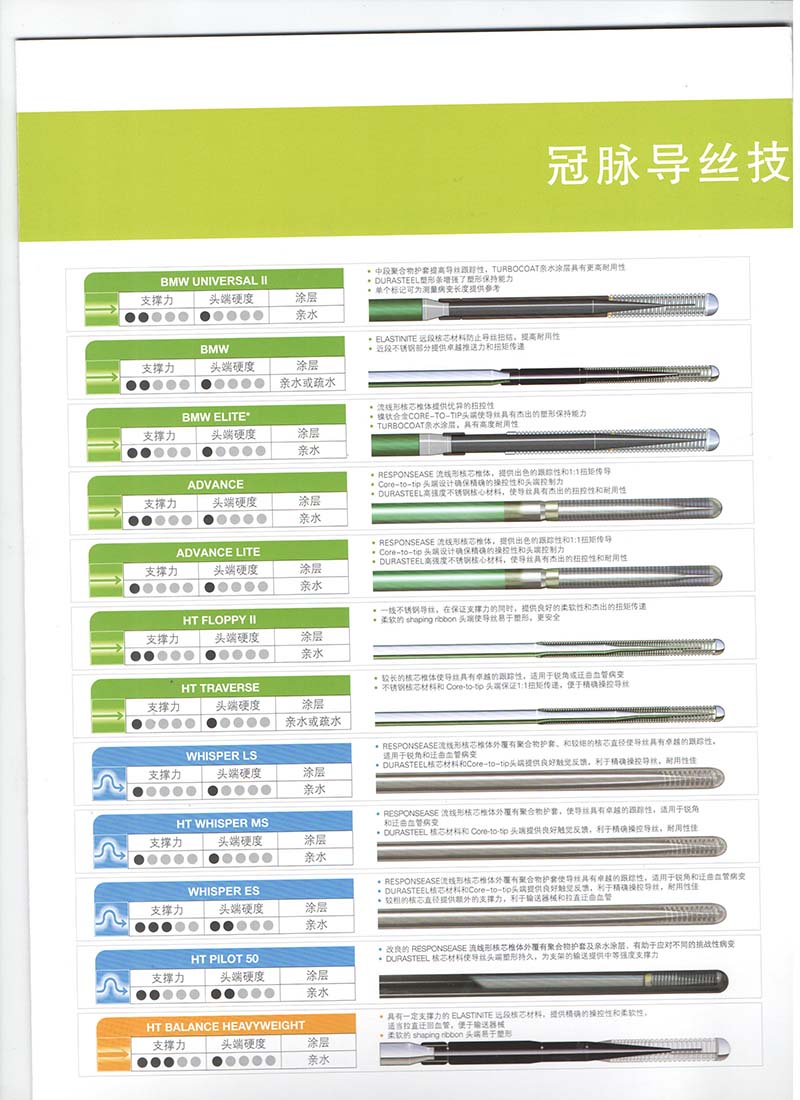 冠脉导丝技
BMW UNIVERSAL II
支撑力 头端硬度 涂层
亲水
• 中段聚合物护套提高导丝跟踪性，TURBOCOAT亲水涂层具有更高耐用性
• DURASTEEL塑形条增强了塑形保持能力
• 单个标记可为测量病变长度提供参考
BMW
支撑力 头端硬度 涂层
亲水或疏水
• ELASTINITE 远段核芯材料防止导丝扭结，提高耐用性
• 近段不锈钢部分提供卓越推送力和扭矩传递
BMW ELITE*
支撑力 头端硬度 涂层
亲水
• 流线形核芯椎体提供优异的扭控性
• 镍钛合金CORE-TO-TIP头端使导丝具有杰出的塑形保持能力
• TURBOCOAT亲水涂层，具有高度耐用性
ADVANCE
支撑力 头端硬度 涂层
亲水
• RESPONSEASE 流线形核芯椎体，提供出色的跟踪性和1:1扭矩传导
• Core-to-tip 头端设计确保精确的操控性和头端控制力
• DURASTEEL高强度不锈钢核心材料，使导丝具有杰出的扭控性和耐用性
ADVANCE LITE
支撑力 头端硬度 涂层
亲水
• RESPONSEASE 流线形核芯椎体，提供出色的跟踪性和1:1扭矩传导
• Core-to-tip 头端设计确保精确的操控性和头端控制力
• DURASTEEL高强度不锈钢核心材料，使导丝具有杰出的扭控性和耐用性
HT FLOPPY II
支撑力 头端硬度 涂层
亲水
• 一线不锈钢导丝，在保证支撑力的同时，提供良好的柔软性和杰出的扭矩传递
• 柔软的 shaping ribbon 头端使导丝易于塑形，更安全
HT TRAVERSE
支撑力 头端硬度 涂层
亲水或疏水
• 较长的核芯椎体使导丝具有卓越的跟踪性，适用于锐角或迂曲血管病变
• 不锈钢核芯材料和 Core-to-tip 头端保证1:1扭矩传递，便于精确操控导丝
WHISPER LS
支撑力 头端硬度 涂层
亲水
• RESPONSEASE流线形核芯椎体外覆有聚合物护套、和较细的核芯直径使导丝具有卓越的跟踪性，
适用于锐角和迂曲血管病变
• DURASTEEL核芯材料和Core-to-tip头端提供良好触觉反馈，利于精确操控导丝，耐用性佳
HT WHISPER MS
支撑力 头端硬度 涂层
亲水
• RESPONSEASE 流线形核芯椎体外覆有聚合物护套，使导丝具有卓越的跟踪性，适用于锐角
和迂曲血管病变
• DURASTEEL 核芯材料和 Core-to-tip 头端提供良好触觉反馈，利于精确操控导丝，耐用性佳
WHISPER ES
支撑力 头端硬度 涂层
亲水
• RESPONSEASE流线形核芯椎体外覆有聚合物护套使导丝具有卓越的跟踪性，适用于锐角和迂曲血管病变
• DURASTEEL核芯材料和Core-to-tip头端提供良好触觉反馈，利于精确操控导丝，耐用性佳
• 较粗的核芯直径提供额外的支撑力，利于输送器械和拉直迂曲血管
HT PILOT 50
支撑力 头端硬度 涂层
亲水
• 改良的 RESPONSEASE 流线形核芯椎体外覆有聚合物护套及亲水涂层、有助于应对不同的挑战性病变
• DURASTEEL 核芯材料使导丝头端塑形持久，为支架的输送提供中等强度支撑力
HT BALANCE HEAVYWEIGHT
支撑力 头端硬度 涂层
亲水
• 具有一定支撑力的 ELASTINITE 远段核芯材料，提供精确的操控性和柔软性，
适当拉直迂回血管，便于输送器械
• 柔软的 shaping ribbon 头端易于塑形